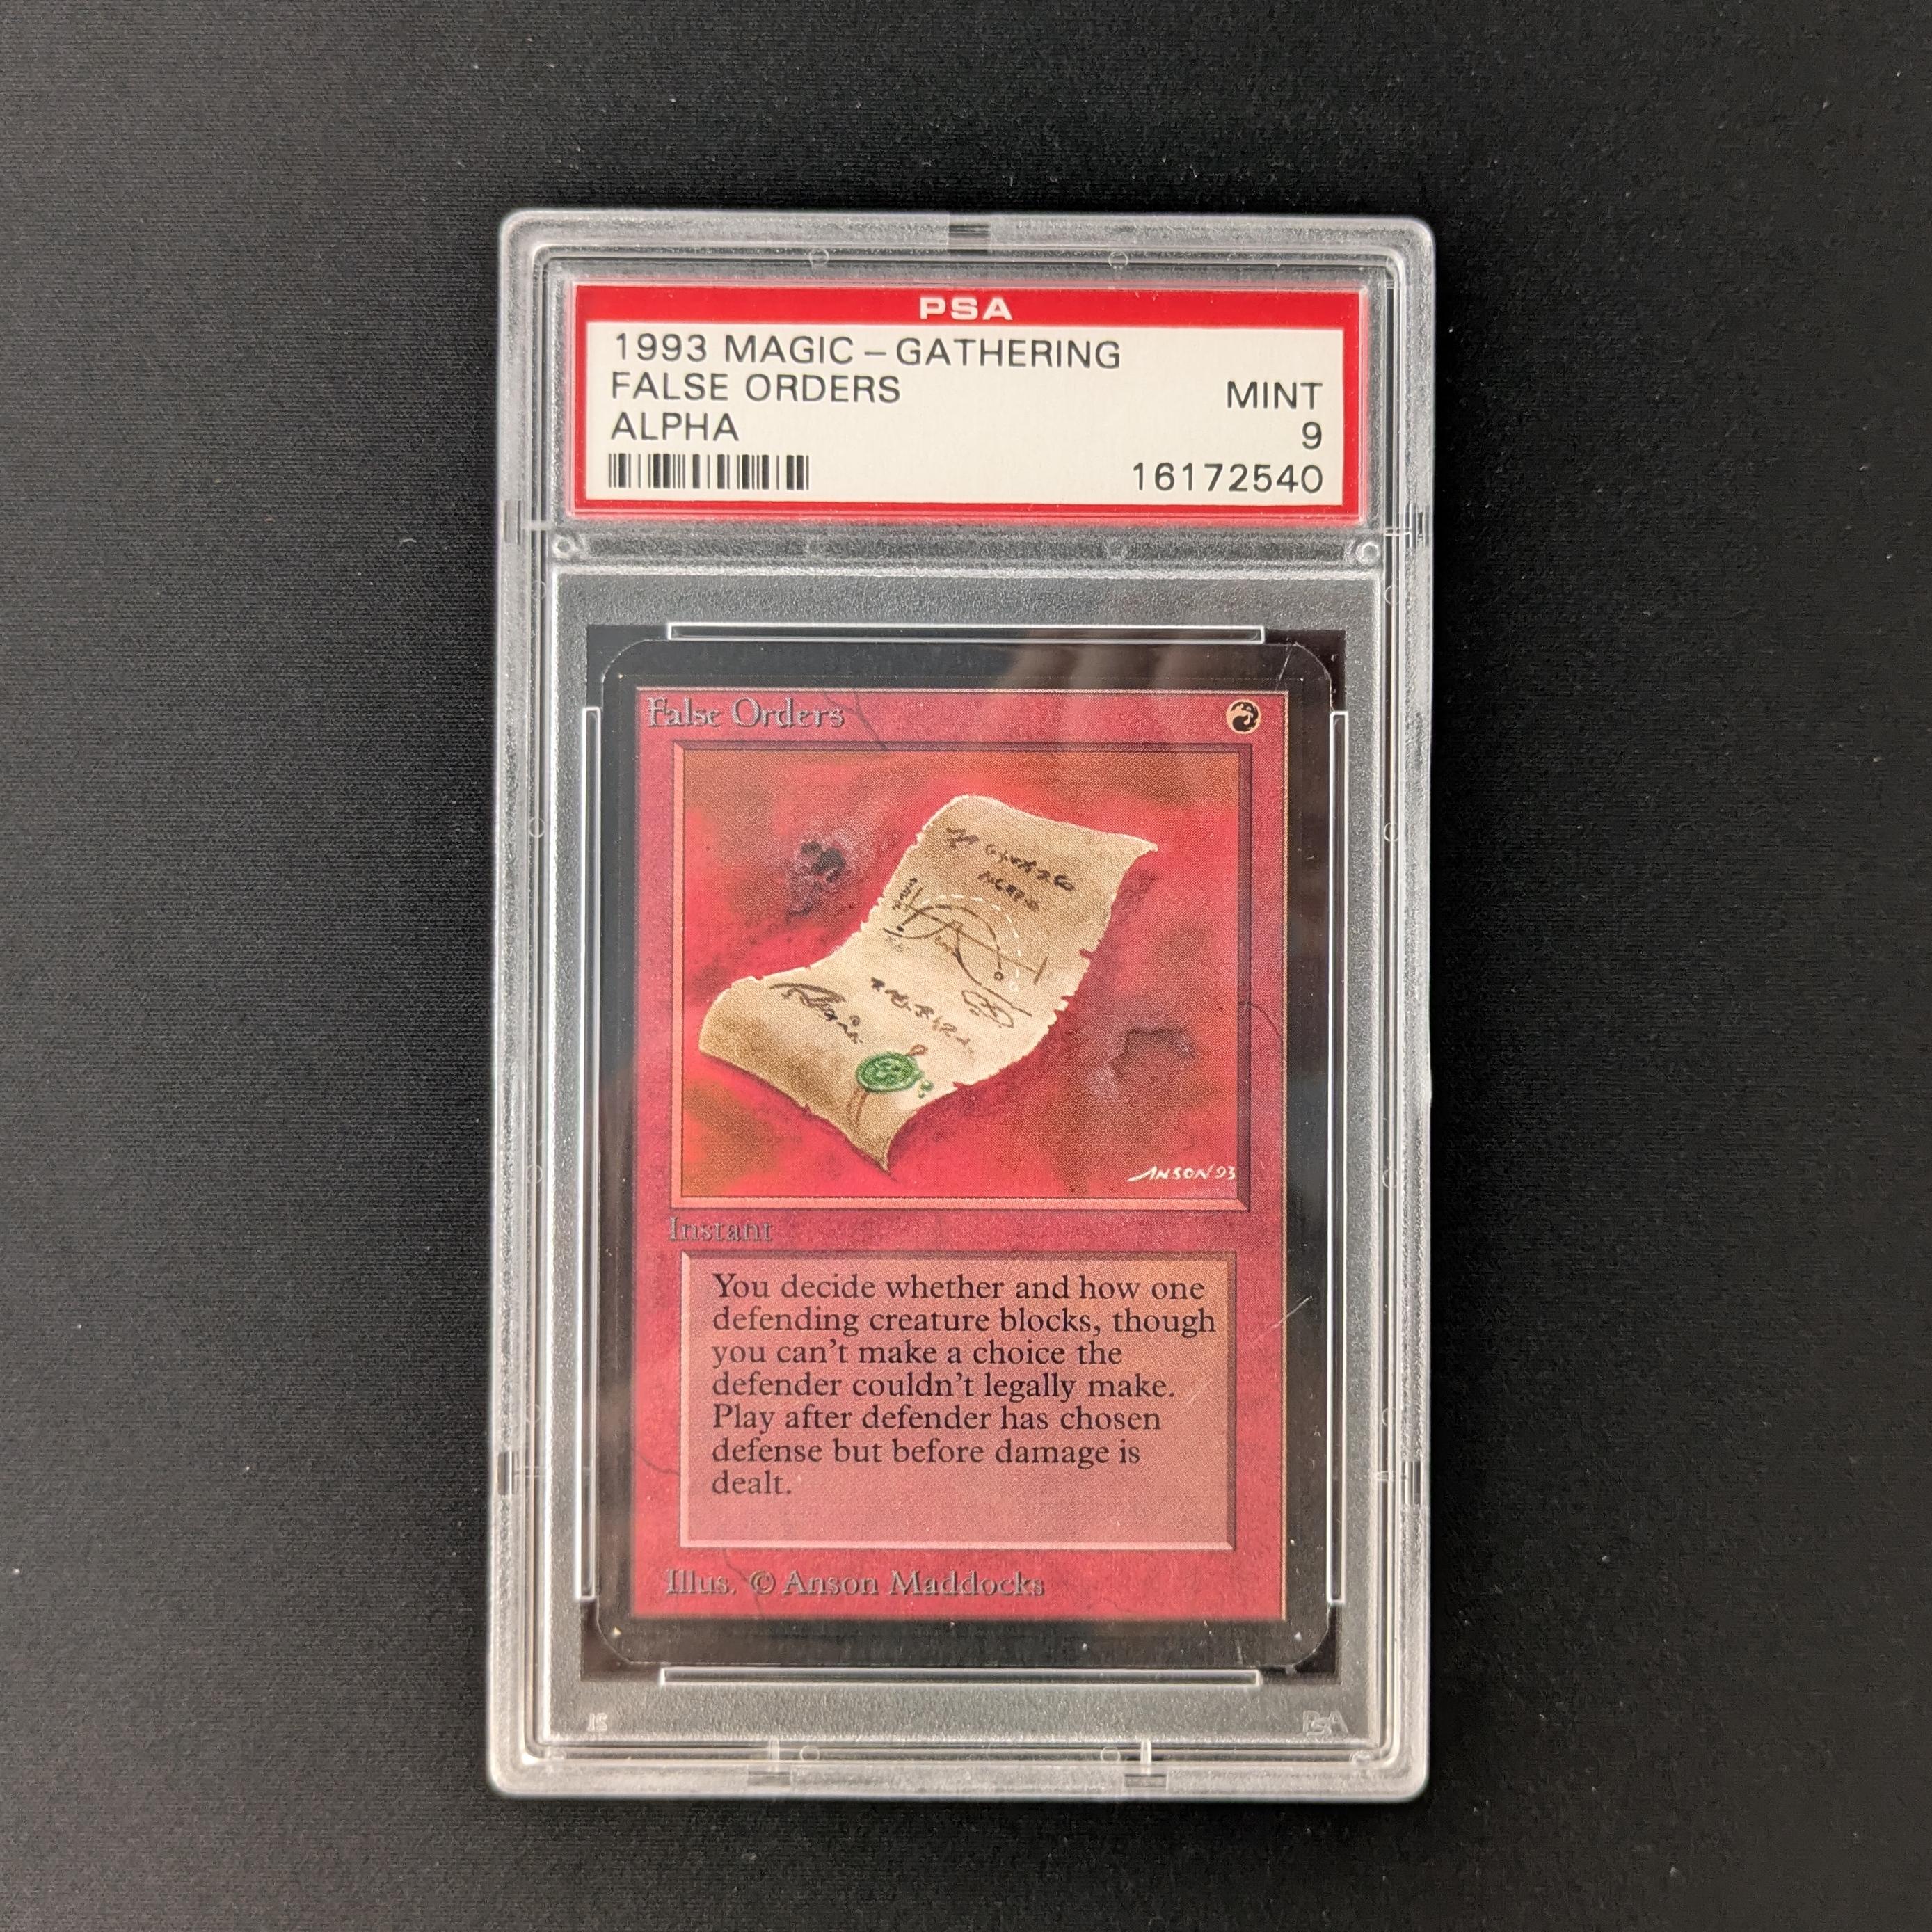 PSA
1993 MAGIC – GATHERING
FALSE ORDERS
MINT
ALPHA
9
16172540
False Orders
ANSON 93
Instant
You decide whether and how one
defending creature blocks, though
you can't make a choice the
defender couldn't legally make.
Play after defender has chosen
defense but before damage is
dealt.
Illus. © Anson Maddocks
PSA